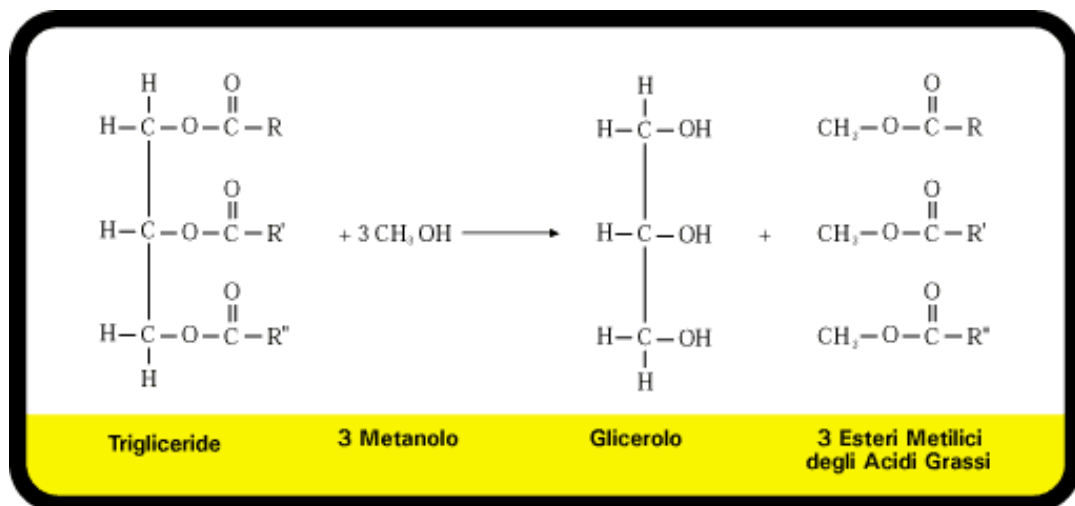 H O
H–C–O–C–R
H–C–O–C–R'
O
H–C–O–C–R"
H O
+ 3 CH₃ OH
H
H–C–OH
H–C–OH
H–C–OH
H
+
O
CH₃–O–C–R
O
CH₃–O–C–R'
O
CH₃–O–C–R"
Trigliceride
3 Metanolo
Glicerolo
3 Esteri Metilici
degli Acidi Grassi